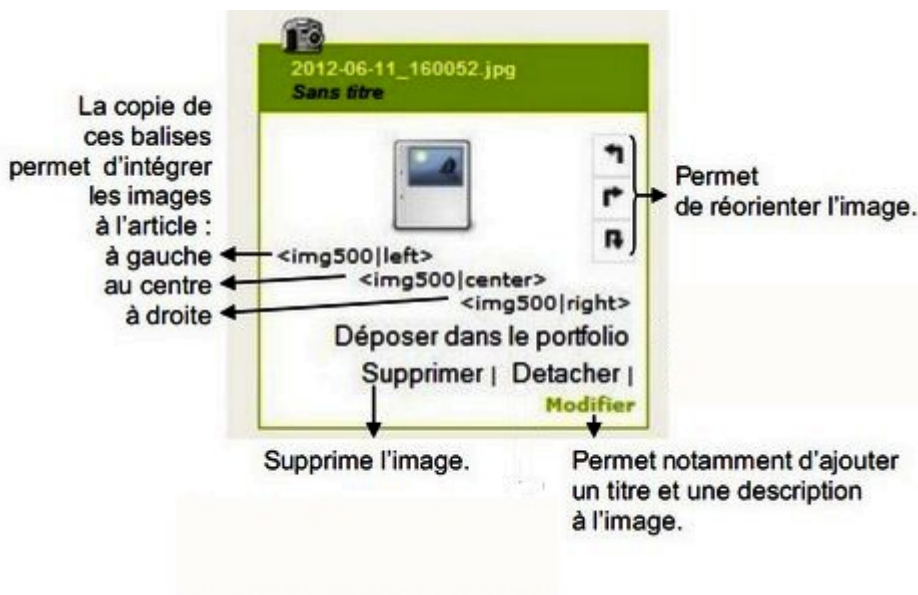 2012-06-11_160052.jpg
Sans titre
La copie de
ces balises
permet d'intégrer
les images
à l'article :
à gauche
au centre
à droite
<img500|left>
<img500|center>
<img500|right>
Permet
de réorienter l'image.
Déposer dans le portfolio
Supprimer | Detacher |
Modifier
Supprime l'image.
Permet notamment d'ajouter
un titre et une description
à l'image.